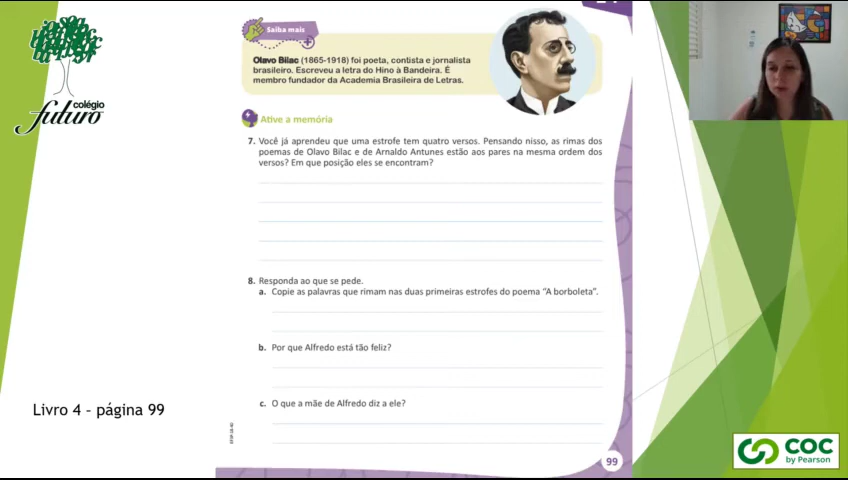 colégio
futuro
Saiba mais
Olavo Bilac (1865-1918) foi poeta, contista e jornalista
brasileiro. Escreveu a letra do Hino à Bandeira. É
membro fundador da Academia Brasileira de Letras.
Ative a memória
7. Você já aprendeu que uma estrofe tem quatro versos. Pensando nisso, as rimas dos
poemas de Olavo Bilac e de Arnaldo Antunes estão aos pares na mesma ordem dos
versos? Em que posição eles se encontram?
8. Responda ao que se pede.
a. Copie as palavras que rimam nas duas primeiras estrofes do poema “A borboleta”.
b. Por que Alfredo está tão feliz?
c. O que a mãe de Alfredo diz a ele?
Livro 4 – página 99
99
COC
by Pearson